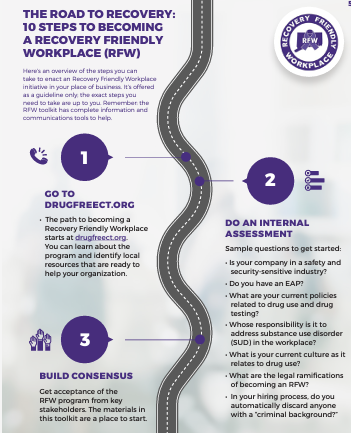 THE ROAD TO RECOVERY:
10 STEPS TO BECOMING
A RECOVERY FRIENDLY
WORKPLACE (RFW)
RECOVERY FRIENDLY
RFW
WORKPLACE
Here's an overview of the steps you can
take to enact an Recovery Friendly Workplace
initiative in your place of business. It's offered
as a guideline only, the exact steps you
need to take are up to you. Remember: the
RFW toolkit has complete information and
communications tools to help.
1
GO TO
DRUGFREECT.ORG
• The path to becoming a
Recovery Friendly Workplace
starts at drugfreect.org.
You can learn about the
program and identify local
resources that are ready to
help your organization.
2
DO AN INTERNAL
ASSESSMENT
Sample questions to get started:
• Is your company in a safety and
security-sensitive industry?
• Do you have an EAP?
• What are your current policies
related to drug use and drug
testing?
• Whose responsibility is it to
address substance use disorder
(SUD) in the workplace?
• What is your current culture as it
relates to drug use?
• What are the legal ramifications
of becoming an RFW?
• In your hiring process, do you
automatically discard anyone
with a "criminal background?"
3
BUILD CONSENSUS
Get acceptance of the
RFW program from key
stakeholders. The materials in
this toolkit are a place to start.